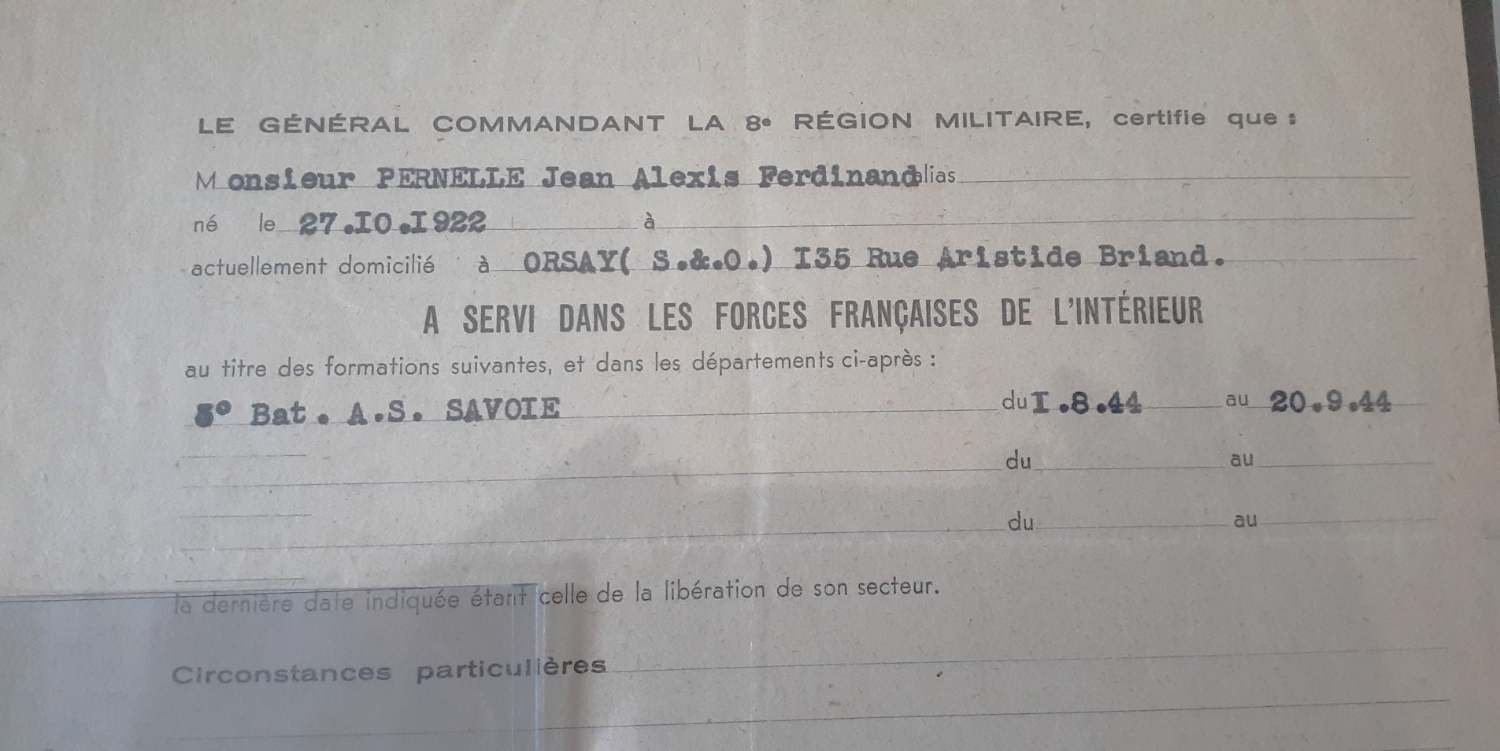 LE GÉNÉRAL COMMANDANT LA 8e RÉGION MILITAIRE, certifie que :
Monsieur PERNELLE Jean Alexis Ferdinand alias
né le 27.I0.I922 à
actuellement domicilié à ORSAY( S.&.O.) I35 Rue Aristide Briand.
A SERVI DANS LES FORCES FRANÇAISES DE L'INTÉRIEUR
au titre des formations suivantes, et dans les départements ci-après :
Bat. A.S. SAVOIE du I.8.44 au 20.9.44
du au
du au
la dernière date indiquée étant celle de la libération de son secteur.
Circonstances particulières